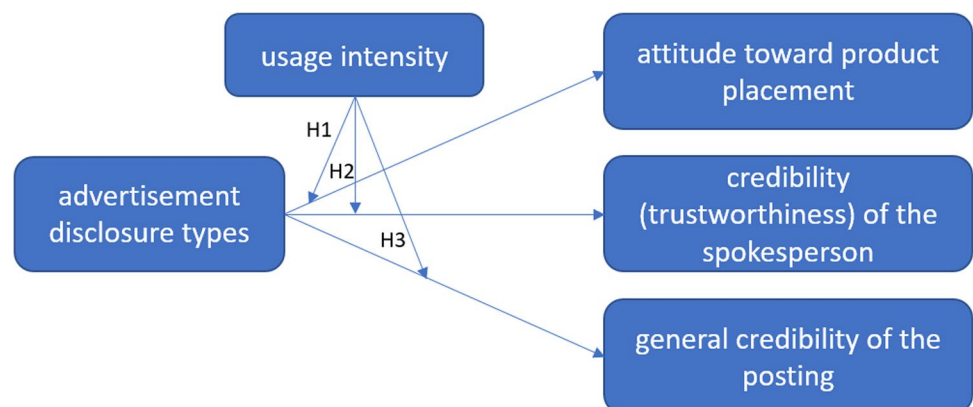 usage intensity
attitude toward product
placement
H1
H2
advertisement
disclosure types
credibility
(trustworthiness) of the
spokesperson
H3
general credibility of the
posting